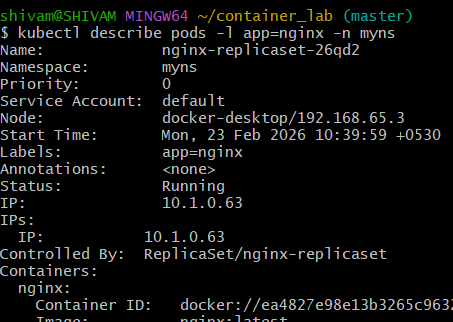 shivam@SHIVAM MINGW64 ~/container_lab (master)
$ kubectl describe pods -l app=nginx -n myns
Name:             nginx-replicaset-26qd2
Namespace:        myns
Priority:         0
Service Account:  default
Node:             docker-desktop/192.168.65.3
Start Time:       Mon, 23 Feb 2026 10:39:59 +0530
Labels:           app=nginx
Annotations:      <none>
Status:           Running
IP:               10.1.0.63
IPs:
  IP:           10.1.0.63
Controlled By:  ReplicaSet/nginx-replicaset
Containers:
  nginx:
    Container ID:   docker://ea4827e98e13b3265c9632
    Image:          nginx:latest